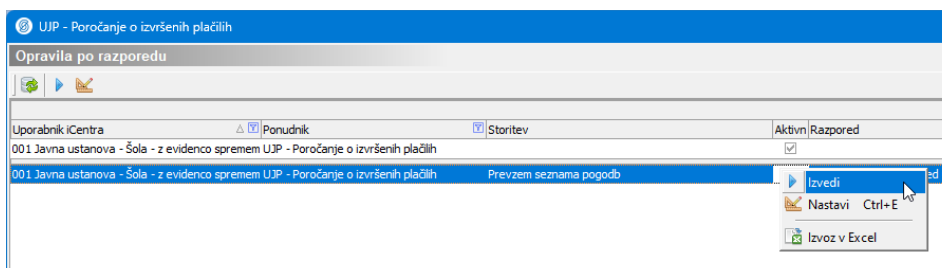 UJP - Poročanje o izvršenih plačilih
Opravila po razporedu
Uporabnik iCentra Ponudnik Storitev Aktivn Razpored
001 Javna ustanova - Šola - z evidenco spremem UJP - Poročanje o izvršenih plačilih
001 Javna ustanova - Šola - z evidenco spremem UJP - Poročanje o izvršenih plačilih Prevzem seznama pogodb ed
Izvedi
Nastavi Ctrl+E
Izvoz v Excel